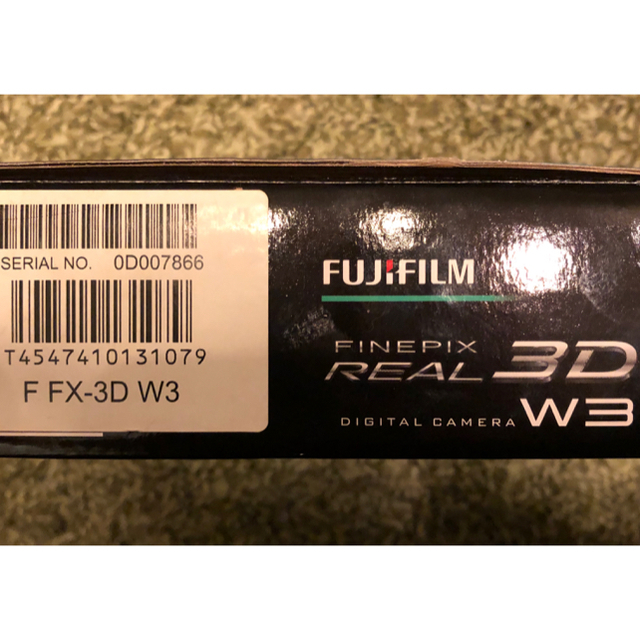 SERIAL NO. 0D007866
T4547410131079
F FX-3D W3
FUJIFILM
FINEPIX
REAL 3D
DIGITAL CAMERA W3